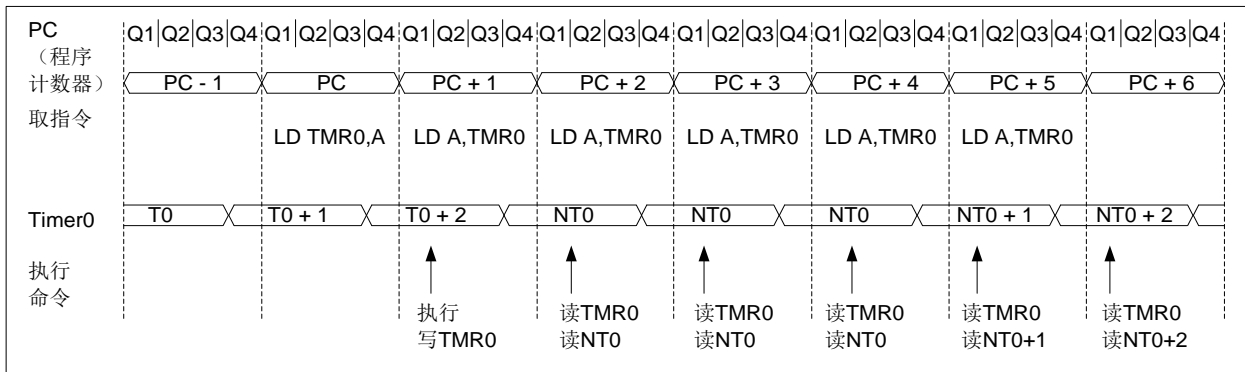 PC
（程序
计数器）
Q1|Q2|Q3|Q4|Q1|Q2|Q3|Q4|Q1|Q2|Q3|Q4|Q1|Q2|Q3|Q4|Q1|Q2|Q3|Q4|Q1|Q2|Q3|Q4|Q1|Q2|Q3|Q4|Q1|Q2|Q3|Q4
PC - 1 PC PC + 1 PC + 2 PC + 3 PC + 4 PC + 5 PC + 6
取指令
LD TMR0,A LD A,TMR0 LD A,TMR0 LD A,TMR0 LD A,TMR0 LD A,TMR0
Timer0 T0 T0 + 1 T0 + 2 NT0 NT0 NT0 NT0 + 1 NT0 + 2
执行
命令
执行 读TMR0 读TMR0 读TMR0 读TMR0 读TMR0
写TMR0 读NT0 读NT0 读NT0 读NT0+1 读NT0+2